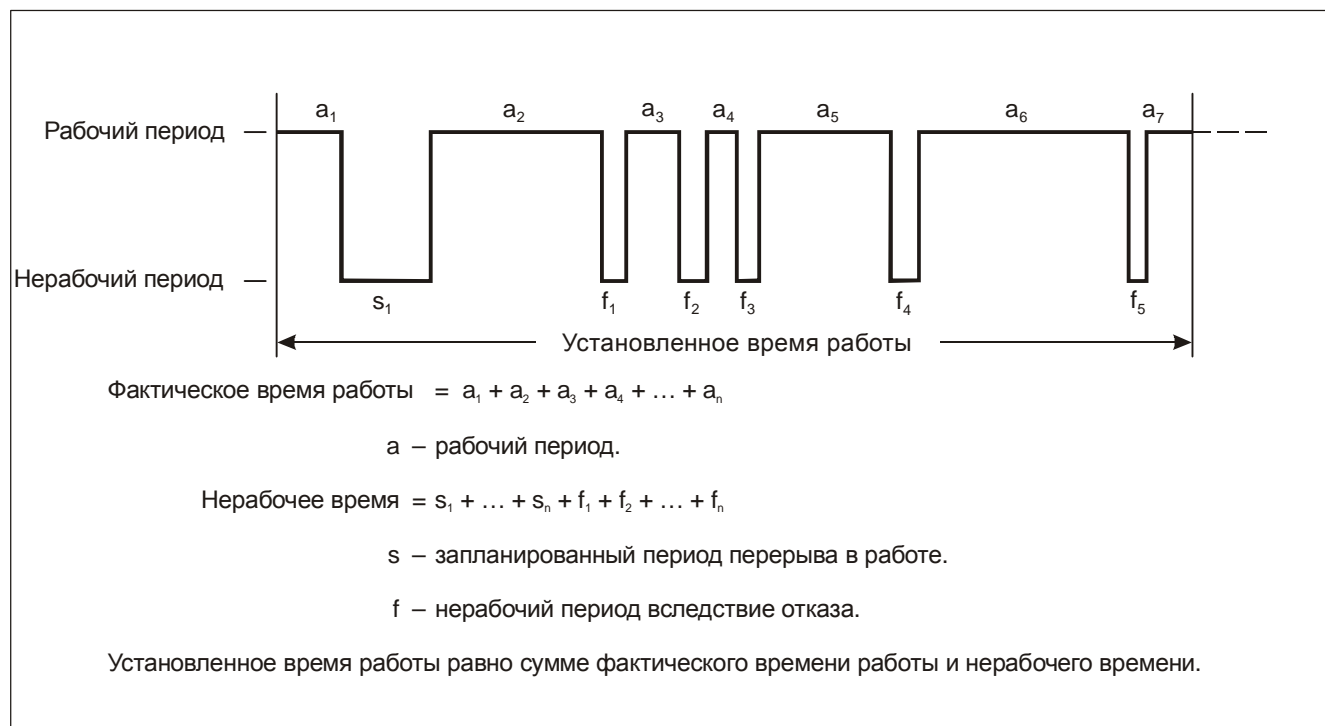 a₁ a₂ a₃ a₄ a₅ a₆ a₇
Рабочий период —
Нерабочий период —
s₁ f₁ f₂ f₃ f₄ f₅
Установленное время работы
Фактическое время работы = a₁ + a₂ + a₃ + a₄ + … + aₙ
a – рабочий период.
Нерабочее время = s₁ + … + sₙ + f₁ + f₂ + … + fₙ
s – запланированный период перерыва в работе.
f – нерабочий период вследствие отказа.
Установленное время работы равно сумме фактического времени работы и нерабочего времени.